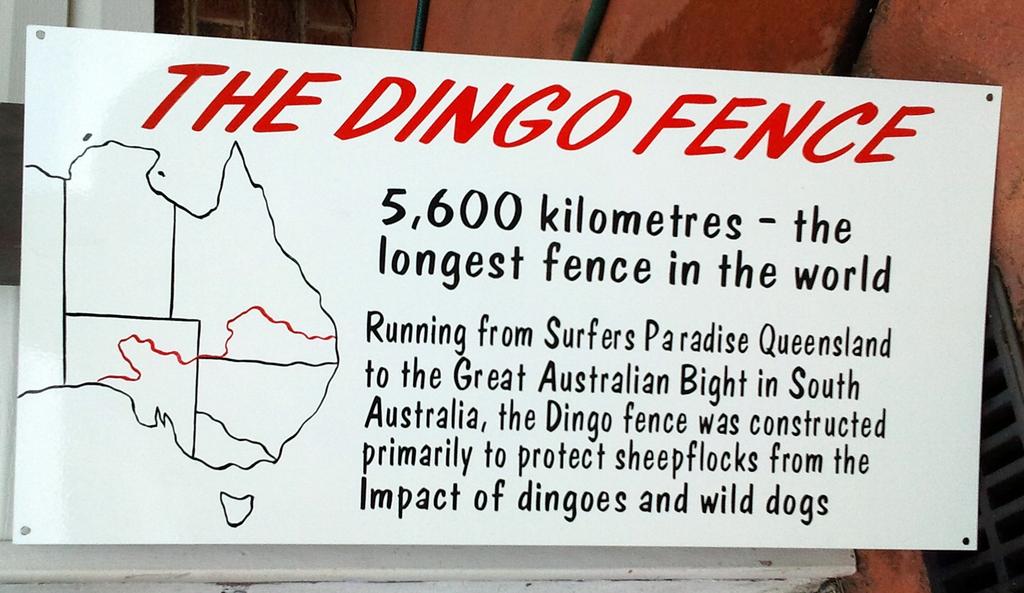 THE DINGO FENCE
5,600 kilometres - the
longest fence in the world
Running from Surfers Paradise Queensland
to the Great Australian Bight in South
Australia, the Dingo fence was constructed
primarily to protect sheepflocks from the
Impact of dingoes and wild dogs